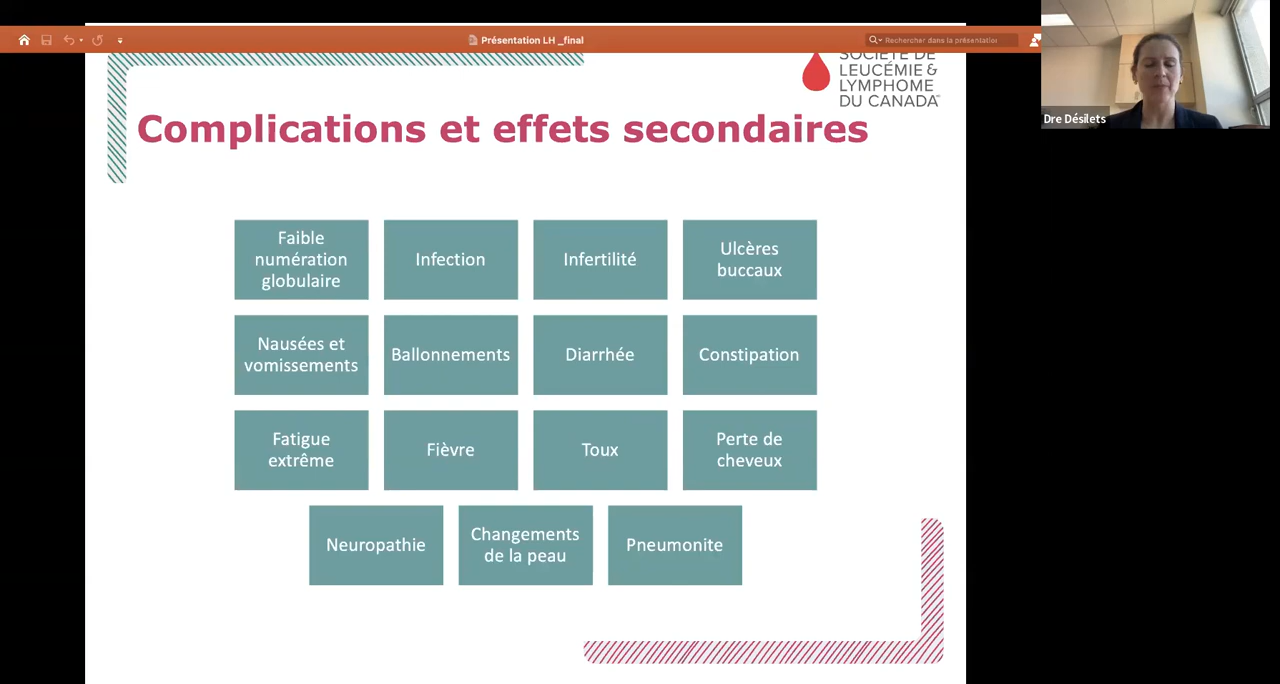 Présentation LH _final
Rechercher dans la présentation
SOCIÉTÉ DE
LEUCÉMIE &
LYMPHOME
DU CANADA
Dre Désilets
Complications et effets secondaires
Faible
numération
globulaire
Infection
Infertilité
Ulcères
buccaux
Nausées et
vomissements
Ballonnements
Diarrhée
Constipation
Fatigue
extrême
Fièvre
Toux
Perte de
cheveux
Neuropathie
Changements
de la peau
Pneumonite